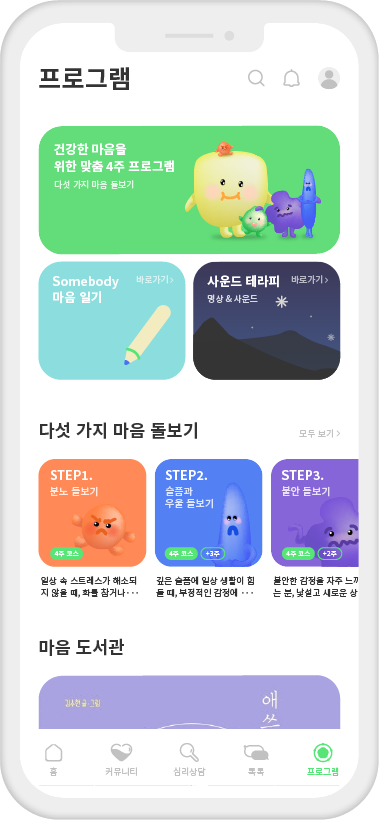 프로그램
건강한 마음을
위한 맞춤 4주 프로그램
다섯 가지 마음 돌보기
Somebody
마음 일기
바로가기 >
사운드 테라피
바로가기 >
명상 & 사운드
다섯 가지 마음 돌보기
모두 보기 >
STEP1.
분노 돌보기
4주 코스
STEP2.
슬픔과
우울 돌보기
4주 코스
+3주
STEP3.
불안 돌보기
4주 코스
+2주
일상 속 스트레스가 해소되
지 않을 때, 화를 참거나···
깊은 슬픔에 일상 생활이 힘
들 때, 부정적인 감정에 ···
불안한 감정을 자주 느끼
는 분, 낯설고 새로운 상
마음 도서관
애
쓰
홈
커뮤니티
심리상담
톡톡
프로그램